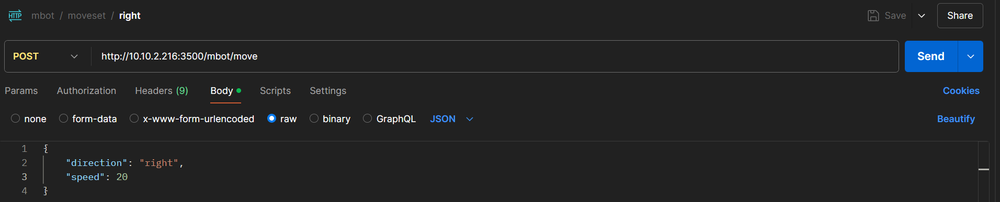 HTTP mbot / moveset / right Save Share
POST http://10.10.2.216:3500/mbot/move Send
Params Authorization Headers (9) Body Scripts Settings Cookies
none form-data x-www-form-urlencoded raw binary GraphQL JSON Beautify
1 {
2 "direction": "right",
3 "speed": 20
4 }